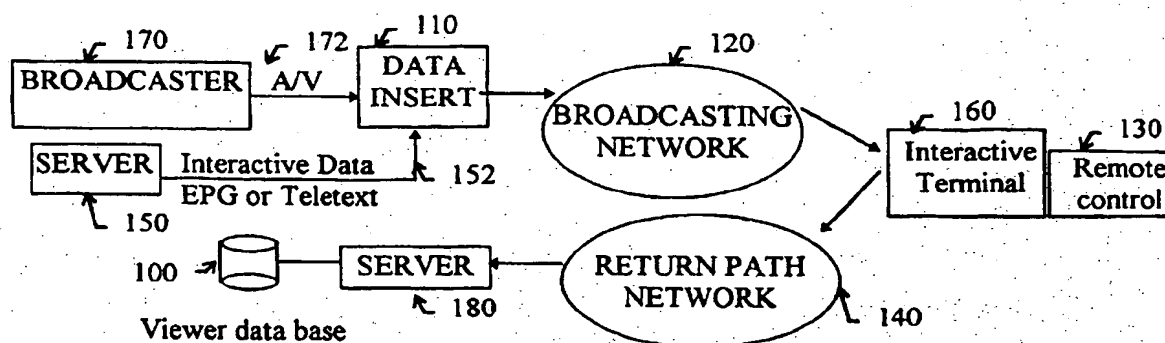 170
172
110
120
BROADCASTER
A/V
DATA
INSERT
BROADCASTING
NETWORK
160
130
Interactive
Terminal
Remote
control
SERVER
Interactive Data
EPG or Teletext
152
150
100
SERVER
180
RETURN PATH
NETWORK
140
Viewer data base